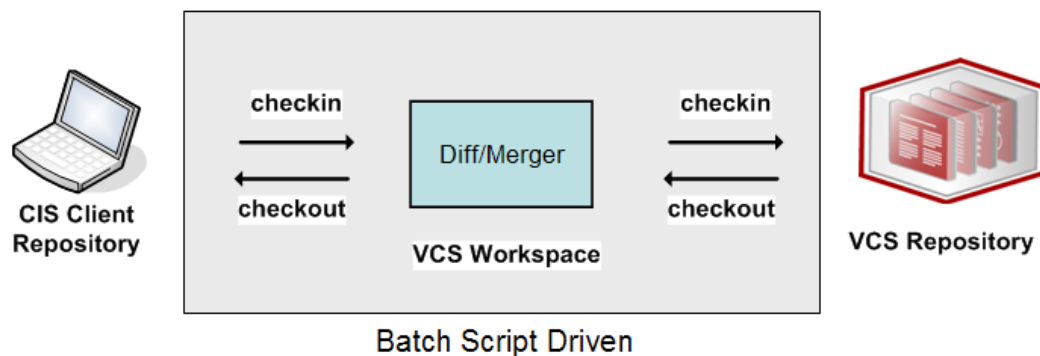 checkin
checkin
Diff/Merger
checkout
checkout
CIS Client
Repository
VCS Workspace
VCS Repository
Batch Script Driven